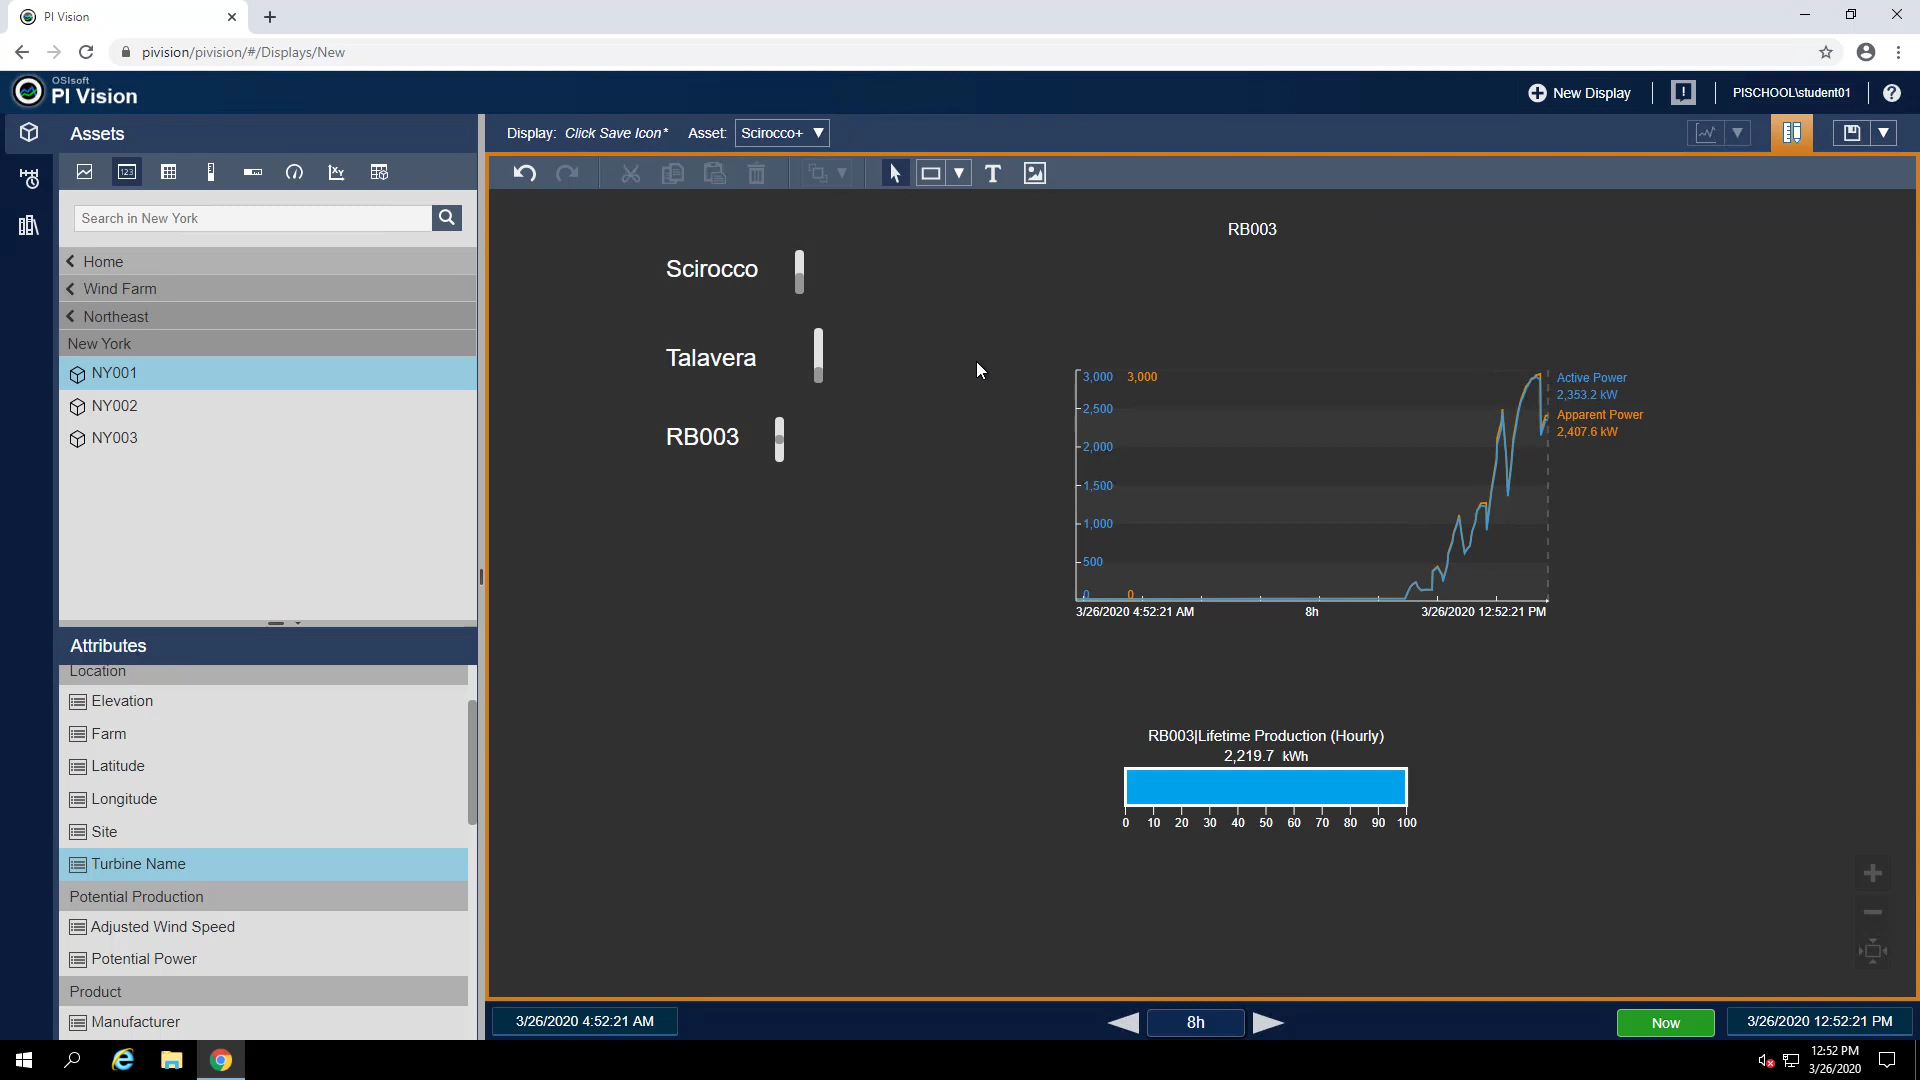 PI Vision
pivision/pivision/#/Displays/New
OSIsoft
PI Vision
New Display
PISCHOOL\student01
Assets
Display: Click Save Icon* Asset: Scirocco+
123
XY
T
Search in New York
Home
Wind Farm
Northeast
New York
NY001
NY002
NY003
Attributes
Location
Elevation
Farm
Latitude
Longitude
Site
Turbine Name
Potential Production
Adjusted Wind Speed
Potential Power
Product
Manufacturer
Scirocco
Talavera
RB003
RB003
3,000 3,000
2,500
2,000
1,500
1,000
500
0 0
Active Power
2,353.2 kW
Apparent Power
2,407.6 kW
3/26/2020 4:52:21 AM 8h 3/26/2020 12:52:21 PM
RB003|Lifetime Production (Hourly)
2,219.7 kWh
0 10 20 30 40 50 60 70 80 90 100
3/26/2020 4:52:21 AM 8h Now 3/26/2020 12:52:21 PM
12:52 PM
3/26/2020